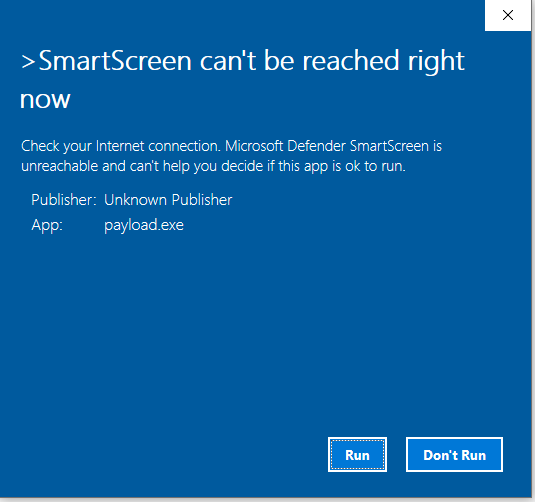 >SmartScreen can't be reached right
now
Check your Internet connection. Microsoft Defender SmartScreen is
unreachable and can't help you decide if this app is ok to run.
Publisher: Unknown Publisher
App: payload.exe
Run Don't Run